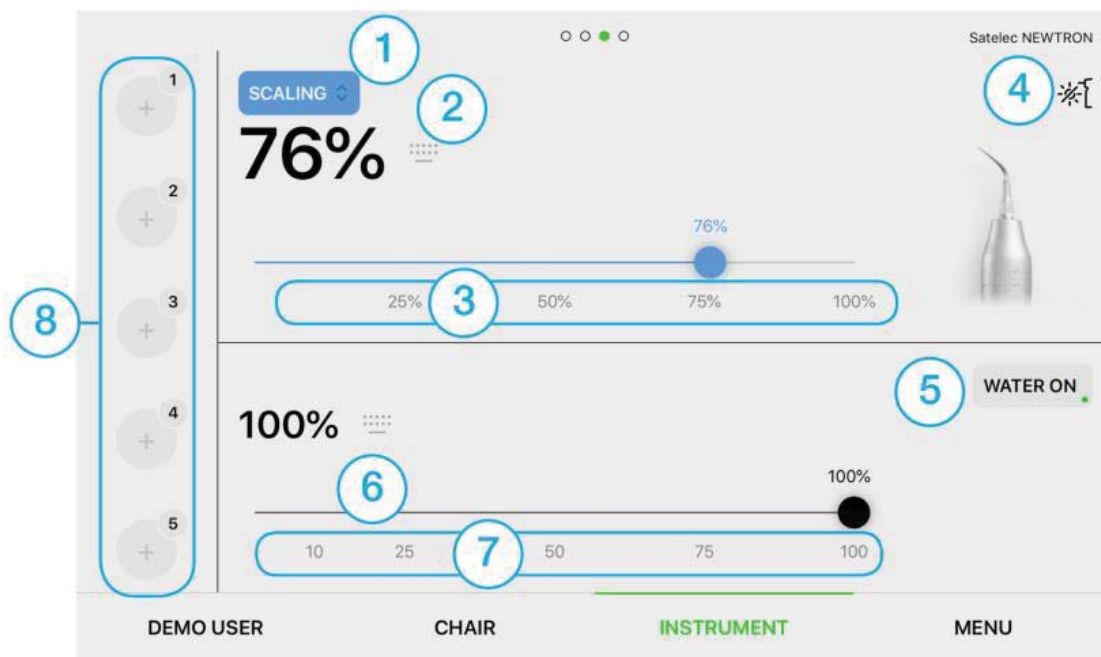 Satelec NEWTRON
1
SCALING
2
76%
4
76%
25% 3 50% 75% 100%
1
2
3
4
5
8
5
WATER ON
100%
6
100%
10 25 7 50 75 100
DEMO USER CHAIR INSTRUMENT MENU